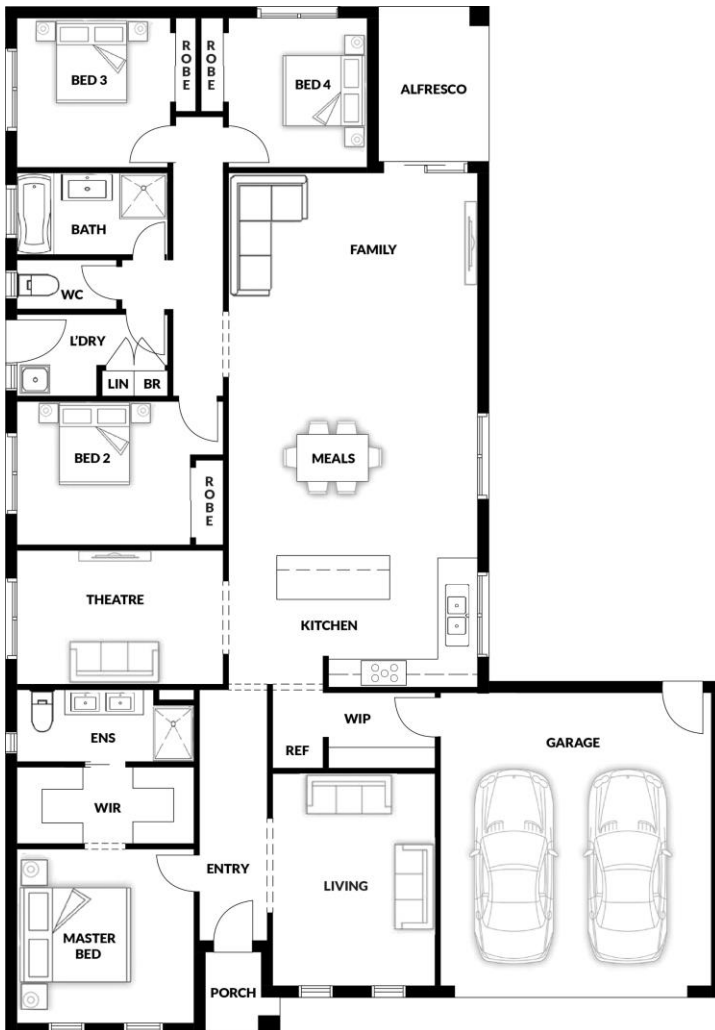 BED 3
ROBE
ROBE
BED 4
ALFRESCO
BATH
FAMILY
WC
L'DRY
LIN
BR
BED 2
MEALS
ROBE
THEATRE
KITCHEN
ENS
WIP
REF
GARAGE
WIR
ENTRY
LIVING
MASTER
BED
PORCH